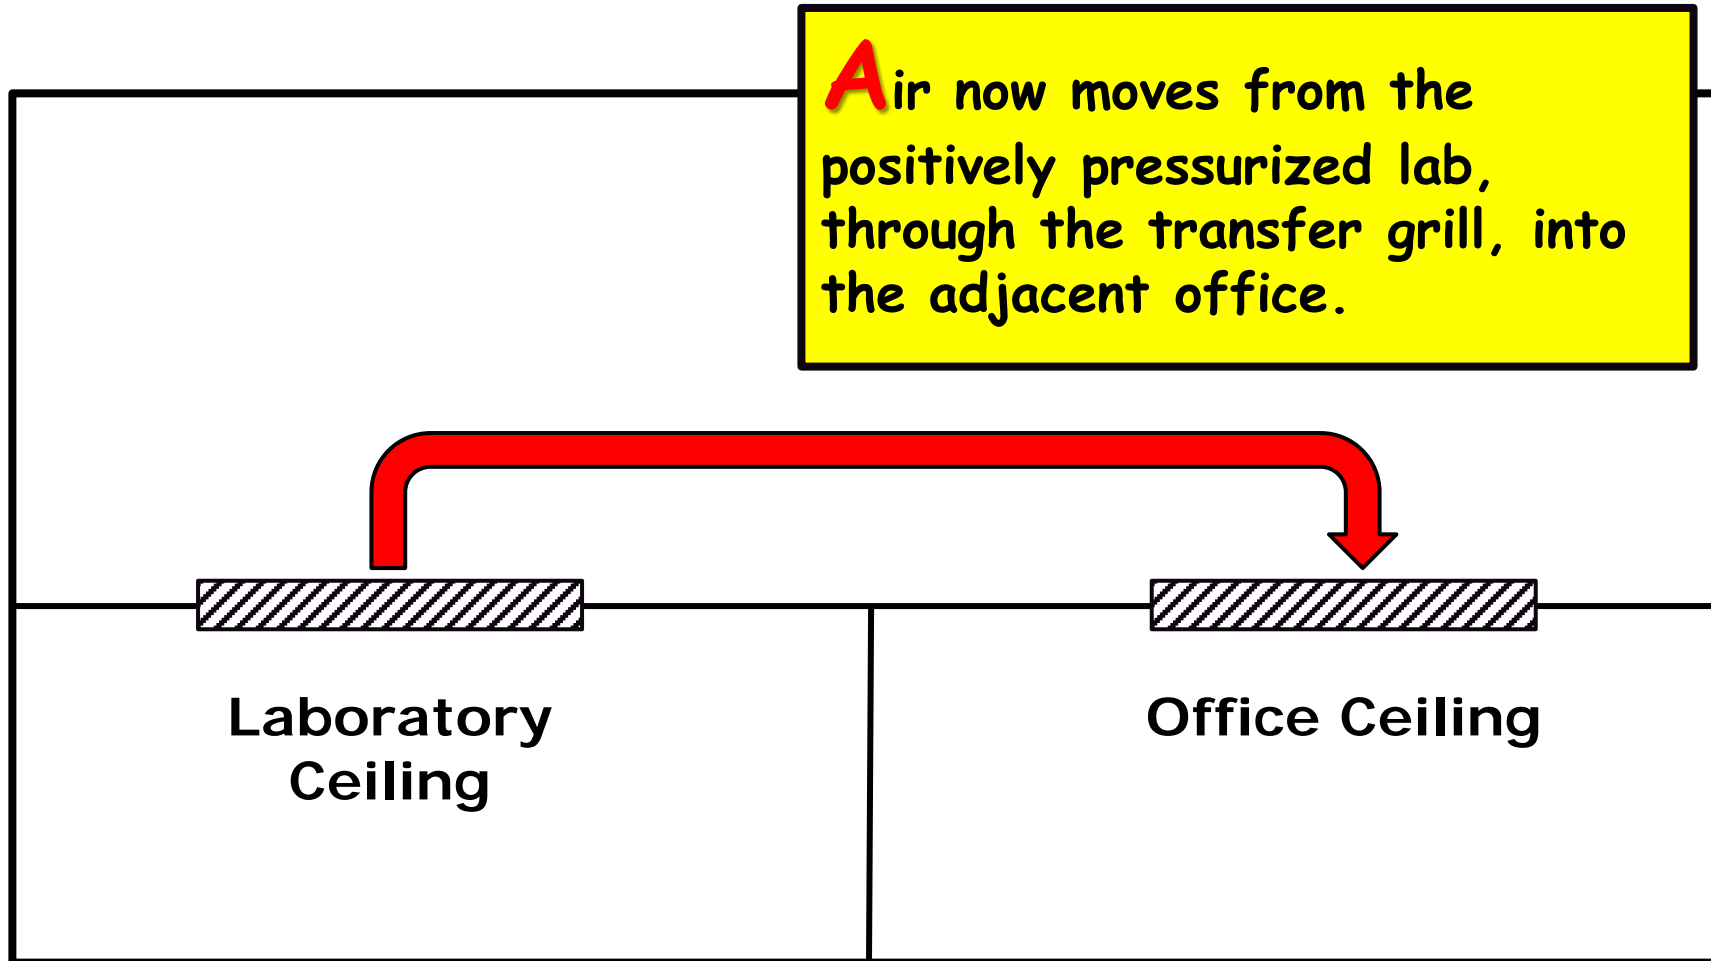 Air now moves from the
positively pressurized lab,
through the transfer grill, into
the adjacent office.
Laboratory
Ceiling
Office Ceiling